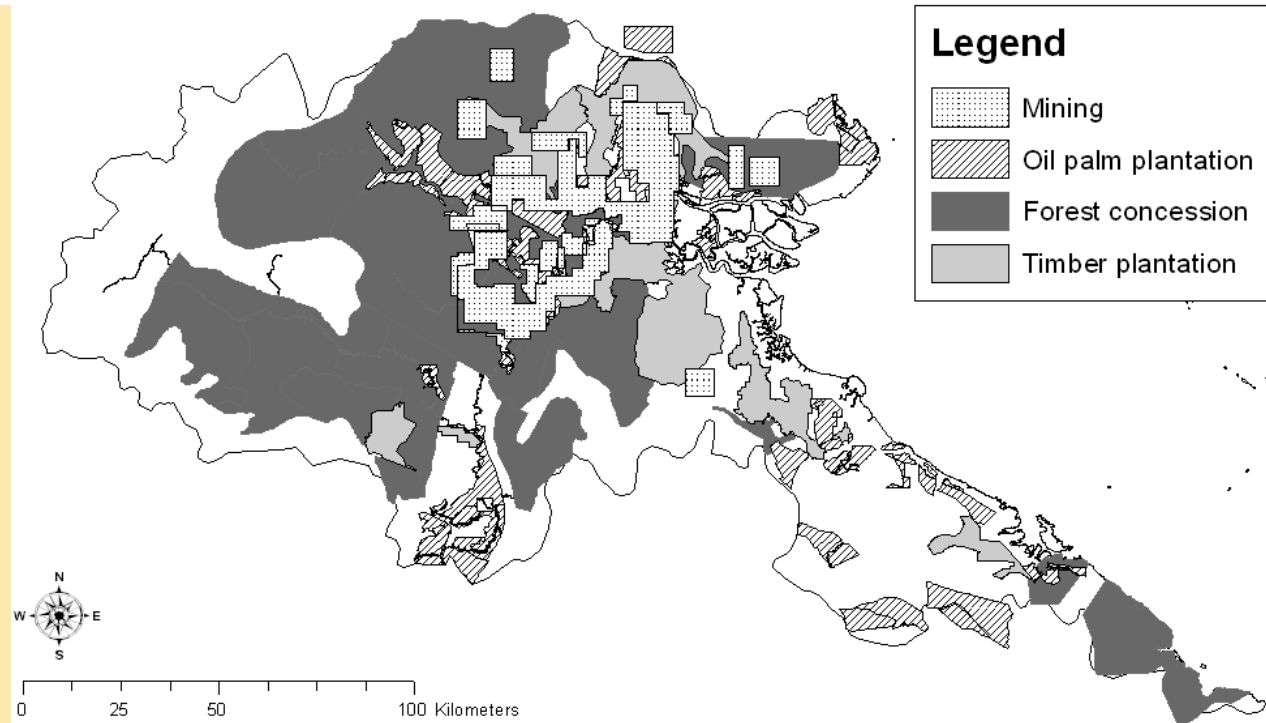 Legend
Mining
Oil palm plantation
Forest concession
Timber plantation
N
W E
S
0 25 50 100 Kilometers